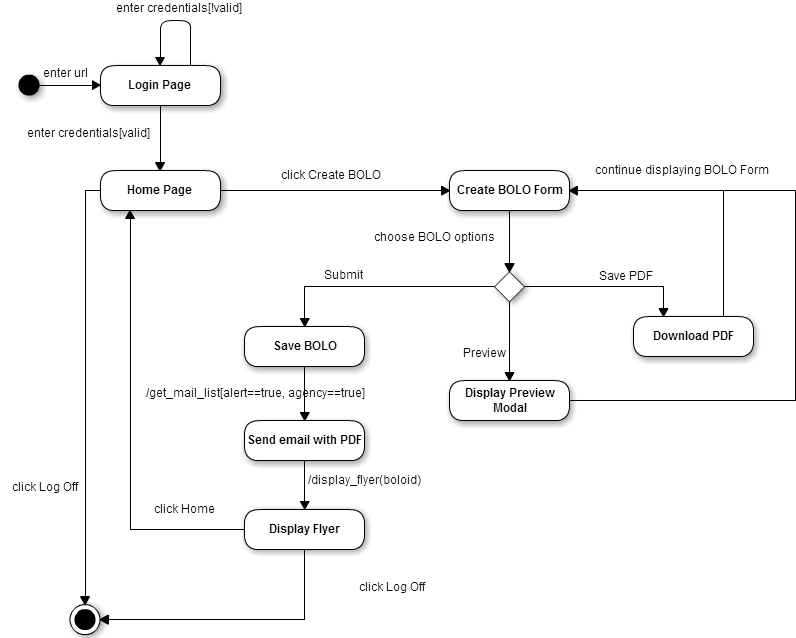 enter credentials[!valid]
enter url
Login Page
enter credentials[valid]
Home Page
click Create BOLO
Create BOLO Form
continue displaying BOLO Form
choose BOLO options
Submit
Save PDF
Save BOLO
Download PDF
Preview
/get_mail_list[alert==true, agency==true]
Display Preview
Modal
Send email with PDF
/display_flyer(boloid)
click Log Off
click Home
Display Flyer
click Log Off